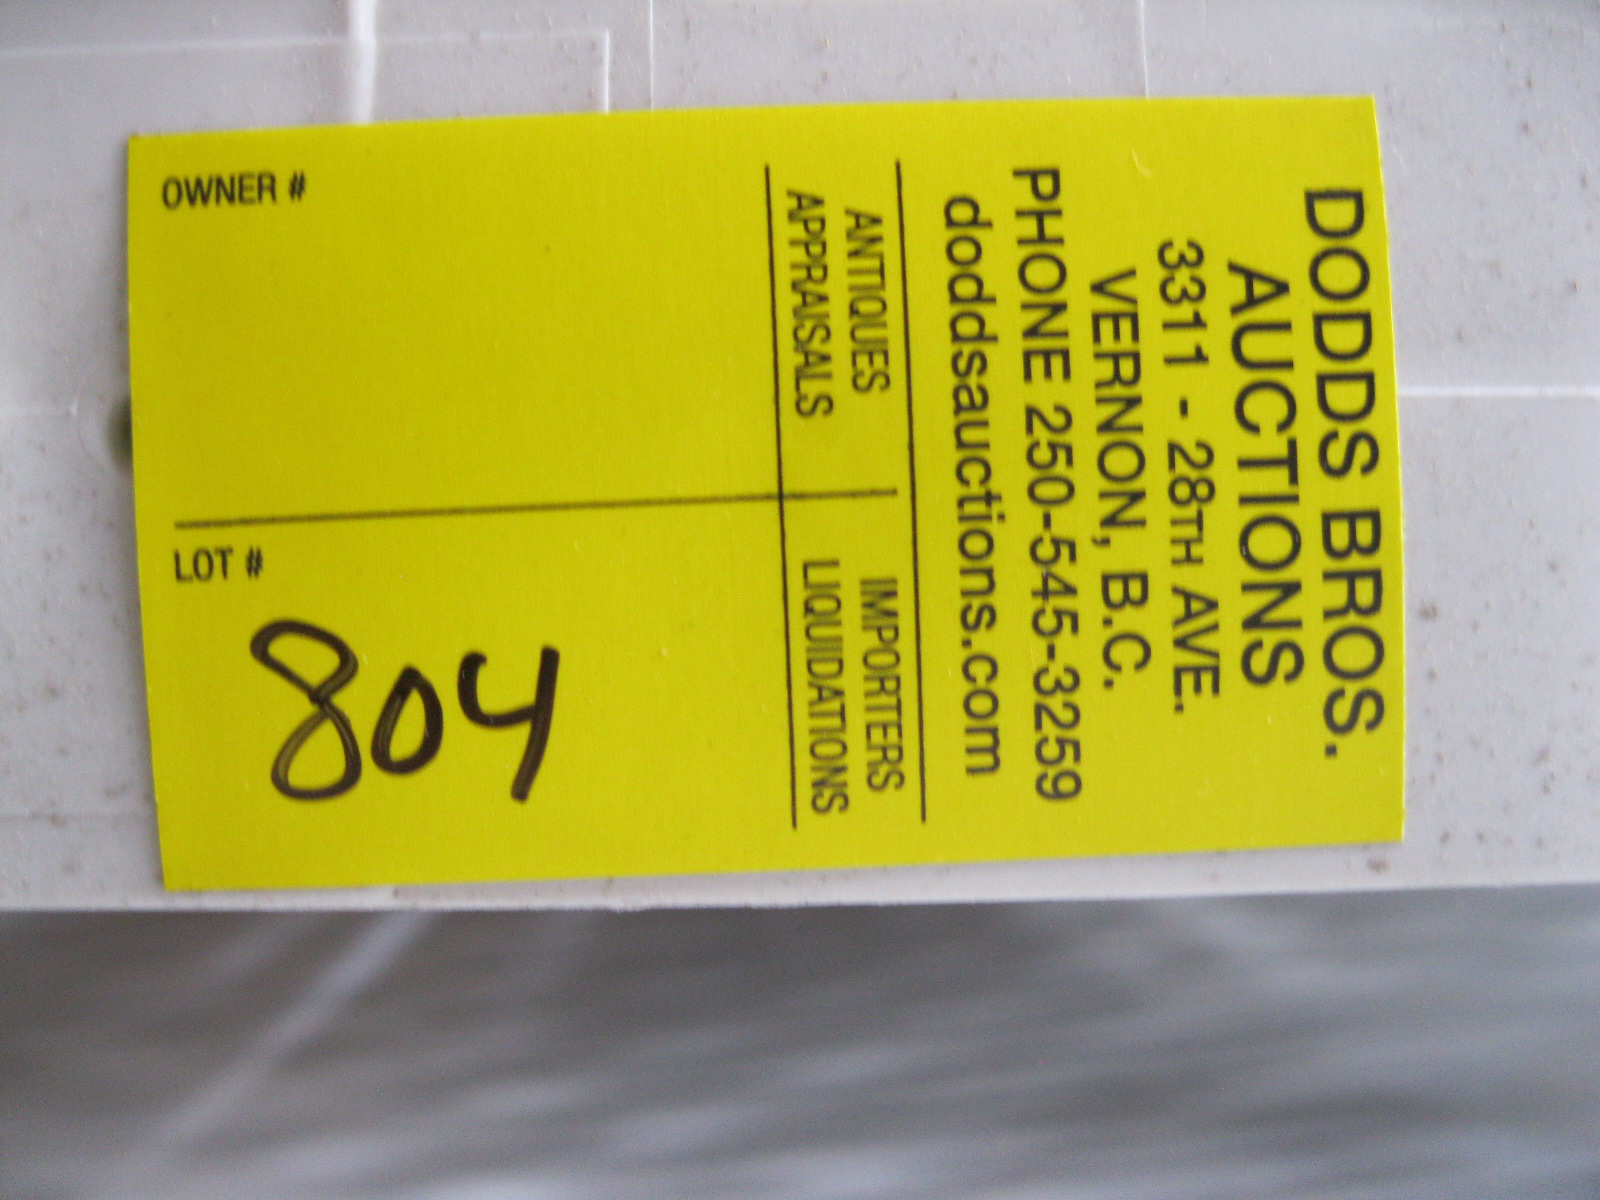 DODDS BROS.
AUCTIONS
3311 - 28TH AVE.
VERNON, B.C.
PHONE 250-545-3259
doddsauctions.com
ANTIQUES
APPRAISALS
IMPORTERS
LIQUIDATIONS
OWNER #
LOT #
804